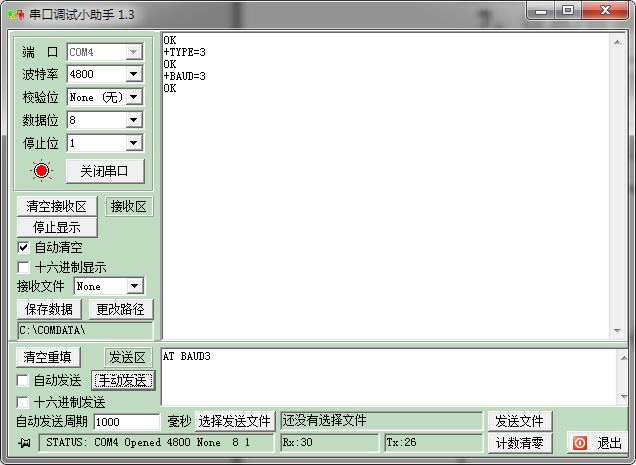 串口调试小助手 1.3
端 口 COM4
波特率 4800
校验位 None (无)
数据位 8
停止位 1
关闭串口
清空接收区 接收区
停止显示
自动清空
十六进制显示
接收文件 None
保存数据 更改路径
C:\COMDATA\
OK
+TYPE=3
OK
+BAUD=3
OK
清空重填 发送区
自动发送 手动发送
十六进制发送
AT BAUD3
自动发送周期 1000 毫秒 选择发送文件 还没有选择文件 发送文件
STATUS: COM4 Opened 4800 None 8 1 Rx:30 Tx:26 计数清零 退出